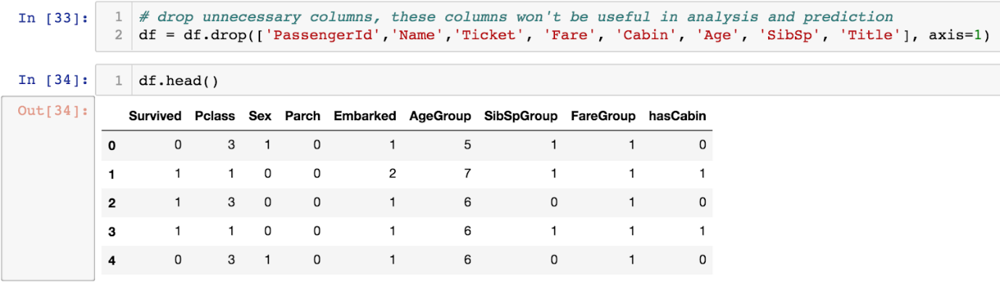 In [33]: 1 # drop unnecessary columns, these columns won't be useful in analysis and prediction
2 df = df.drop(['PassengerId','Name','Ticket', 'Fare', 'Cabin', 'Age', 'SibSp', 'Title'], axis=1)
In [34]: 1 df.head()
Out[34]:
Survived Pclass Sex Parch Embarked AgeGroup SibSpGroup FareGroup hasCabin
0 0 3 1 0 1 5 1 1 0
1 1 1 0 0 2 7 1 1 1
2 1 3 0 0 1 6 0 1 0
3 1 1 0 0 1 6 1 1 1
4 0 3 1 0 1 6 0 1 0